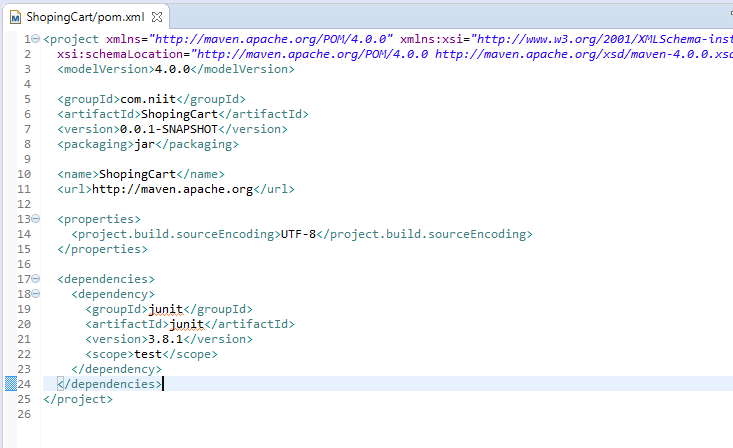 ShopingCart/pom.xml
1 <project xmlns="http://maven.apache.org/POM/4.0.0" xmlns:xsi="http://www.w3.org/2001/XMLSchema-inst
2   xsi:schemaLocation="http://maven.apache.org/POM/4.0.0 http://maven.apache.org/xsd/maven-4.0.0.xsd
3   <modelVersion>4.0.0</modelVersion>
4
5   <groupId>com.niit</groupId>
6   <artifactId>ShopingCart</artifactId>
7   <version>0.0.1-SNAPSHOT</version>
8   <packaging>jar</packaging>
9
10   <name>ShopingCart</name>
11   <url>http://maven.apache.org</url>
12
13   <properties>
14     <project.build.sourceEncoding>UTF-8</project.build.sourceEncoding>
15   </properties>
16
17   <dependencies>
18     <dependency>
19       <groupId>junit</groupId>
20       <artifactId>junit</artifactId>
21       <version>3.8.1</version>
22       <scope>test</scope>
23     </dependency>
24   </dependencies>
25 </project>
26